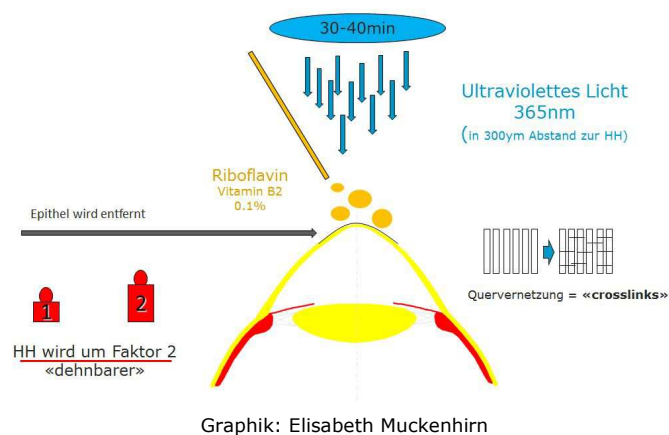 30-40min
Ultraviolettes Licht
365nm
(in 300ym Abstand zur HH)
Riboflavin
Vitamin B2
0.1%
Epithel wird entfernt
Quervernetzung = «crosslinks»
1
2
HH wird um Faktor 2
«dehnbarer»
Graphik: Elisabeth Muckenhirn